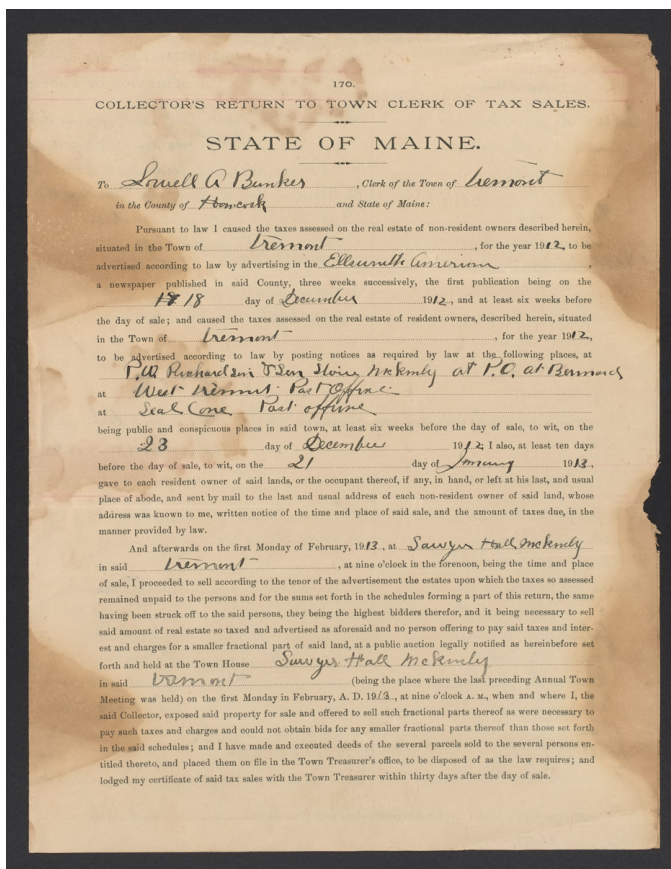 170.
COLLECTOR'S RETURN TO TOWN CLERK OF TAX SALES.
STATE OF MAINE.
To Lowell A Bunker, Clerk of the Town of Tremont
in the County of Hancock and State of Maine:
Pursuant to law I caused the taxes assessed on the real estate of non-resident owners described herein,
situated in the Town of Tremont, for the year 1912, to be
advertised according to law by advertising in the Ellsworth American,
a newspaper published in said County, three weeks successively, the first publication being on the
18 day of December 1912, and at least six weeks before
the day of sale; and caused the taxes assessed on the real estate of resident owners, described herein, situated
in the Town of Tremont, for the year 1912,
to be advertised according to law by posting notices as required by law at the following places, at
P.W. Richardson & Son Store McKinly at P.O. at Bernard
at West Tremont Post Office
at Seal Cove Post office
being public and conspicuous places in said town, at least six weeks before the day of sale, to wit, on the
23 day of December 1912; I also, at least ten days
before the day of sale, to wit, on the 21 day of January 1913,
gave to each resident owner of said lands, or the occupant thereof, if any, in hand, or left at his last, and usual
place of abode, and sent by mail to the last and usual address of each non-resident owner of said land, whose
address was known to me, written notice of the time and place of said sale, and the amount of taxes due, in the
manner provided by law.
And afterwards on the first Monday of February, 1913, at Sawyer Hall McKinly
in said Tremont, at nine o'clock in the forenoon, being the time and place
of sale, I proceeded to sell according to the tenor of the advertisement the estates upon which the taxes so assessed
remained unpaid to the persons and for the sums set forth in the schedules forming a part of this return, the same
having been struck off to the said persons, they being the highest bidders therefor, and it being necessary to sell
said amount of real estate so taxed and advertised as aforesaid and no person offering to pay said taxes and inter-
est and charges for a smaller fractional part of said land, at a public auction legally notified as hereinbefore set
forth and held at the Town House Sawyer Hall McKinly
in said Tremont (being the place where the last preceding Annual Town
Meeting was held) on the first Monday in February, A. D. 1913, at nine o'clock A. M., when and where I, the
said Collector, exposed said property for sale and offered to sell such fractional parts thereof as were necessary to
pay such taxes and charges and could not obtain bids for any smaller fractional parts thereof than those set forth
in the said schedules; and I have made and executed deeds of the several parcels sold to the several persons en-
titled thereto, and placed them on file in the Town Treasurer's office, to be disposed of as the law requires; and
lodged my certificate of said tax sales with the Town Treasurer within thirty days after the day of sale.